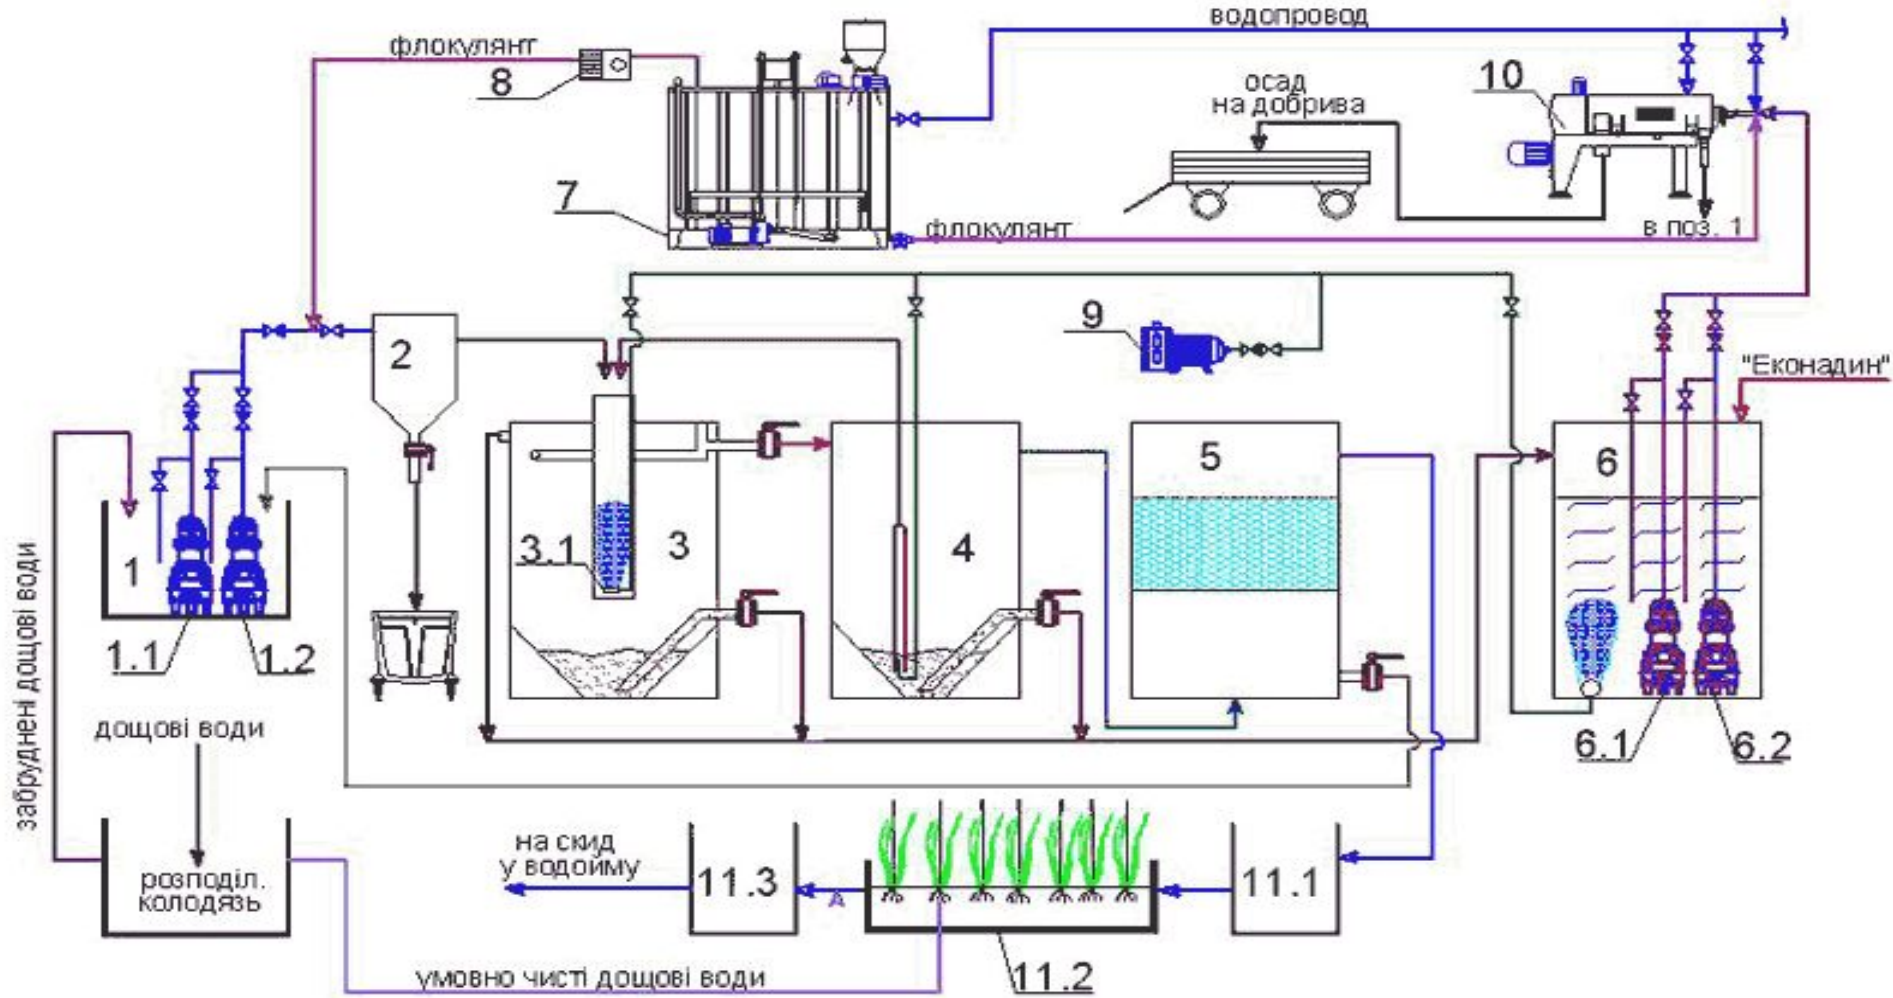 водопровод
флокулянт
8
осад
на добрива
10
7
флокулянт
в поз. 1
9
2
"Еконадин"
5
6
3.1
3
4
1
1.1
1.2
забруднені дощові води
дощові води
6.1
6.2
на скид
у водойму
11.3
11.1
розподіл.
колодязь
умовно чисті дощові води
11.2